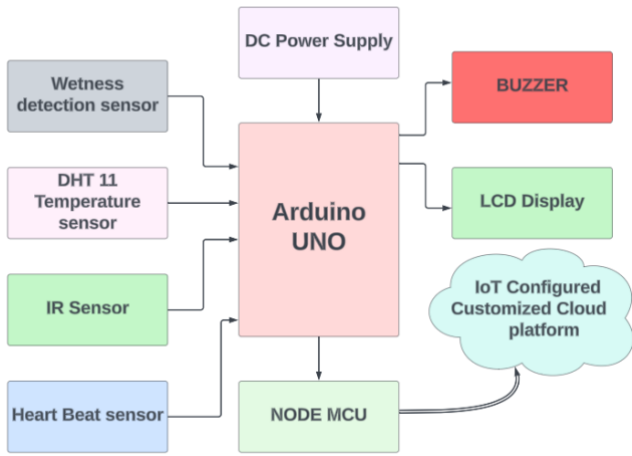 DC Power Supply
Wetness
detection sensor
BUZZER
DHT 11
Temperature
sensor
Arduino
UNO
LCD Display
IR Sensor
IoT Configured
Customized Cloud
platform
Heart Beat sensor
NODE MCU